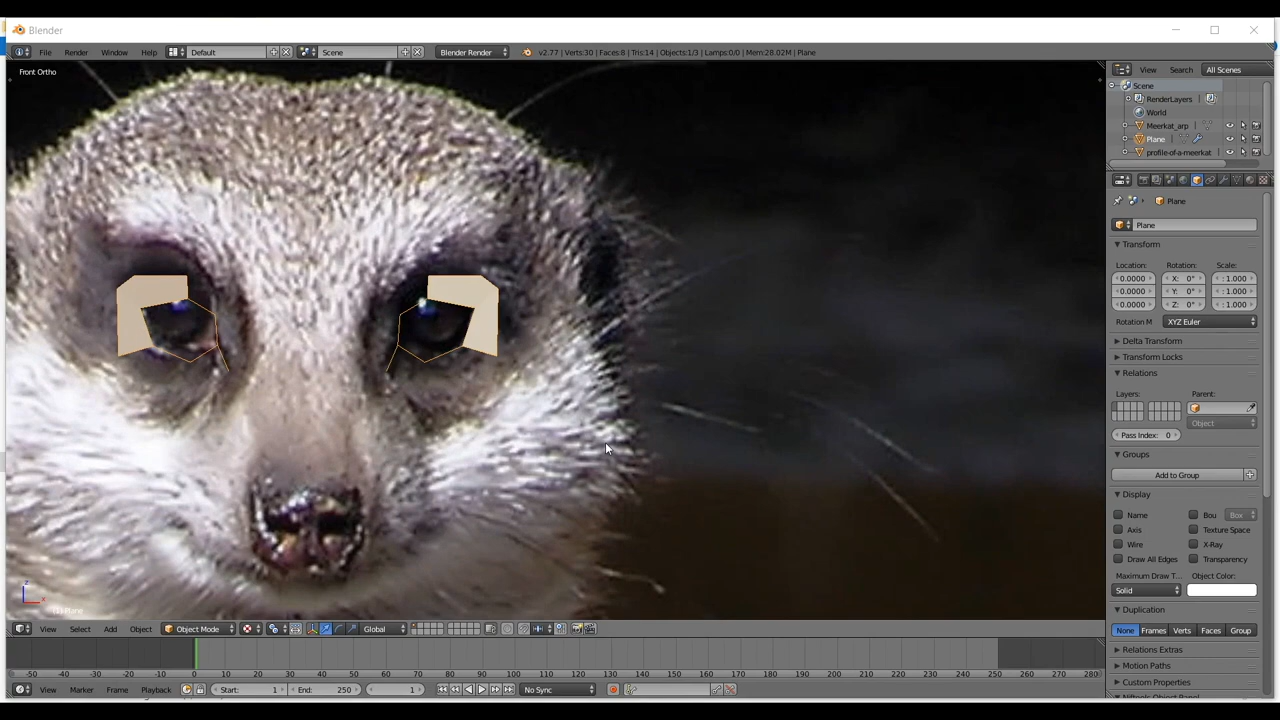 Blender
File Render Window Help Default Scene Blender Render v2.77 | Verts:30 | Faces:8 | Tris:14 | Objects:1/3 | Lamps:0/0 | Mem:28.02M | Plane
Front Ortho
View Search All Scenes
Scene
RenderLayers
World
Meerkat_arp
Plane
profile-of-a-meerkat
Plane
Plane
Transform
Location: Rotation: Scale:
0.0000 X: 0° : 1.000
0.0000 Y: 0° : 1.000
0.0000 Z: 0° : 1.000
Rotation M XYZ Euler
Delta Transform
Transform Locks
Relations
Layers: Parent:
Object
Pass Index: 0
Groups
Add to Group
Display
Name Bou Box
Axis Texture Space
Wire X-Ray
Draw All Edges Transparency
Maximum Draw T... Object Color:
Solid
Duplication
None Frames Verts Faces Group
Relations Extras
Motion Paths
Custom Properties
z
x
(1) Plane
View Select Add Object Object Mode Global
-50 -40 -30 -20 -10 0 10 20 30 40 50 60 70 80 90 100 110 120 130 140 150 160 170 180 190 200 210 220 230 240 250 260 270 280
View Marker Frame Playback Start: 1 End: 250 1 No Sync